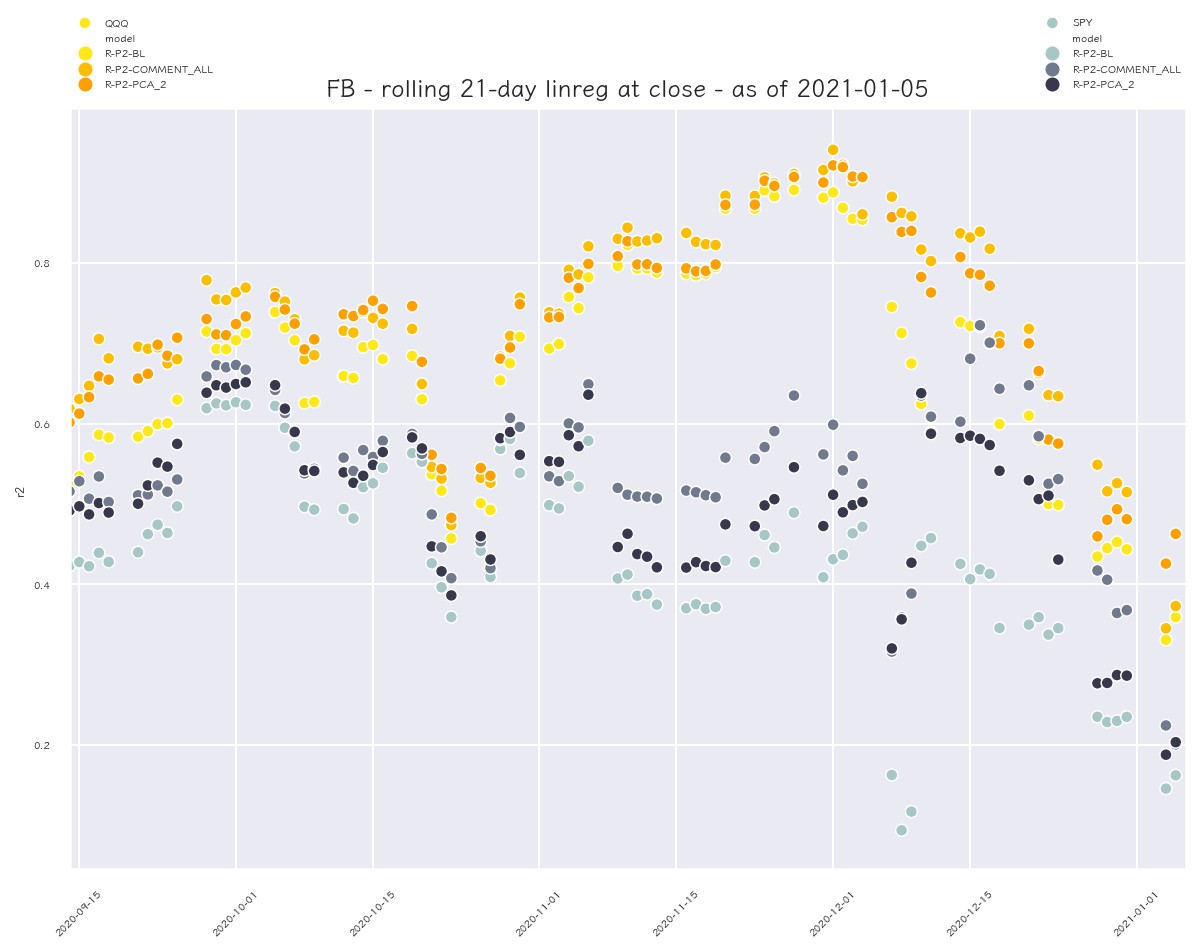 QQQ
model
R-P2-BL
R-P2-COMMENT_ALL
R-P2-PCA_2
SPY
model
R-P2-BL
R-P2-COMMENT_ALL
R-P2-PCA_2
FB - rolling 21-day linreg at close - as of 2021-01-05
0.8
0.6
r2
0.4
0.2
2020-09-15
2020-10-01
2020-10-15
2020-11-01
2020-11-15
2020-12-01
2020-12-15
2021-01-01